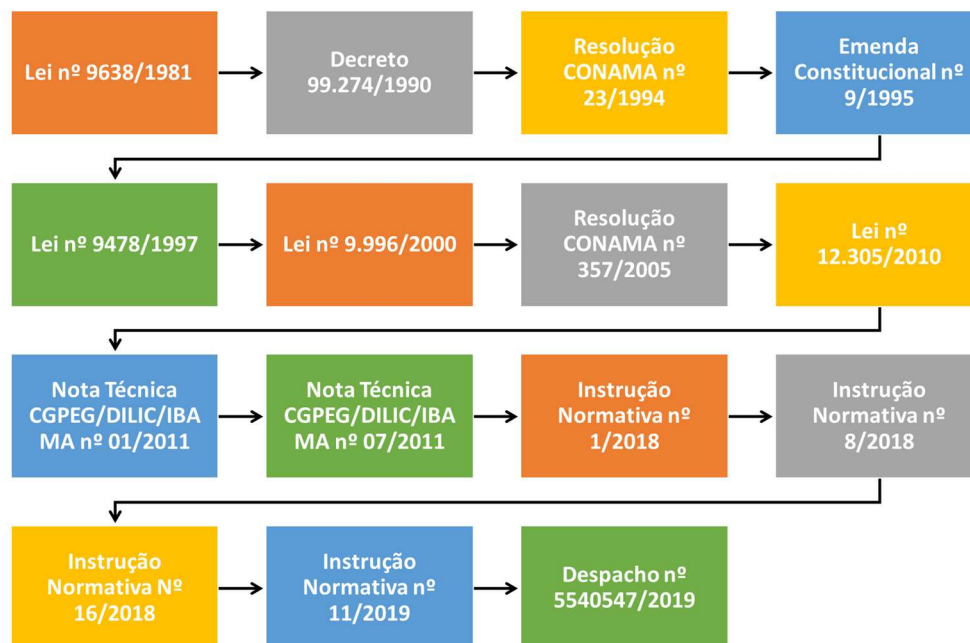 Lei nº 9638/1981
Decreto
99.274/1990
Resolução
CONAMA nº
23/1994
Emenda
Constitucional nº
9/1995
Lei nº 9478/1997
Lei nº 9.996/2000
Resolução
CONAMA nº
357/2005
Lei nº
12.305/2010
Nota Técnica
CGPEG/DILIC/IBA
MA nº 01/2011
Nota Técnica
CGPEG/DILIC/IBA
MA nº 07/2011
Instrução
Normativa nº
1/2018
Instrução
Normativa nº
8/2018
Instrução
Normativa Nº
16/2018
Instrução
Normativa nº
11/2019
Despacho nº
5540547/2019